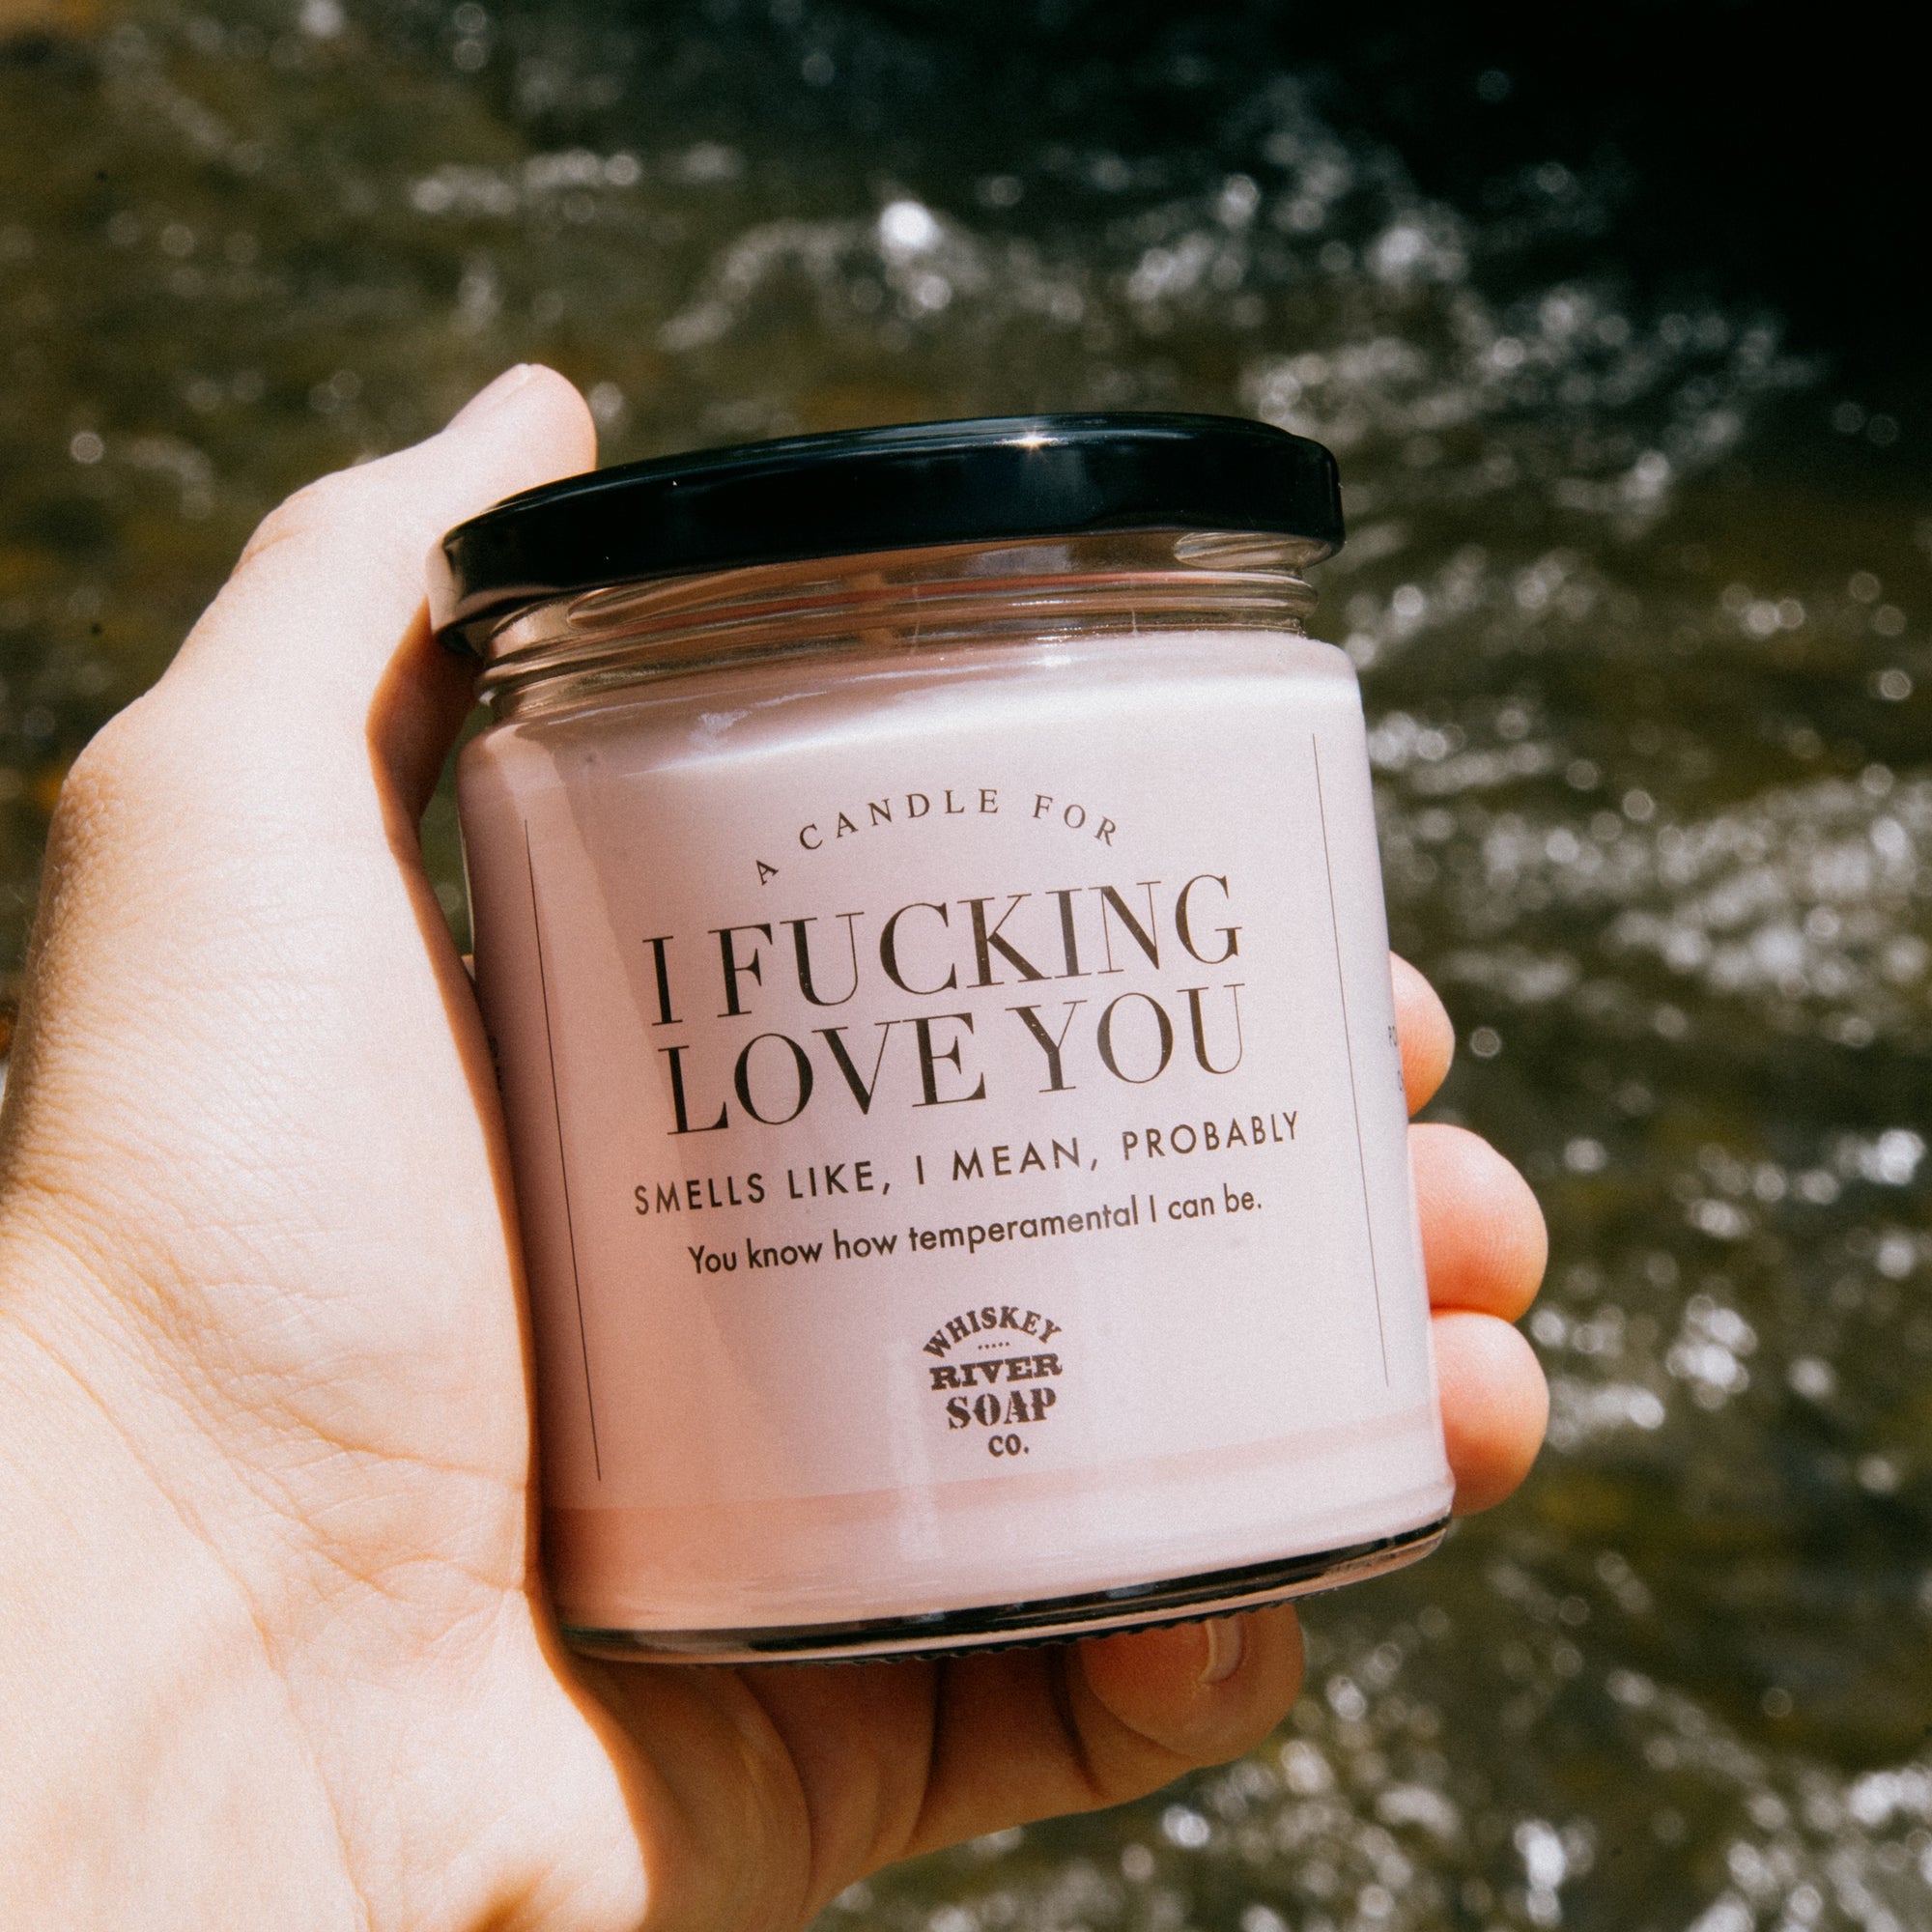 A CANDLE FOR
I FUCKING
LOVE YOU
SMELLS LIKE, I MEAN, PROBABLY
You know how temperamental I can be.
WHISKEY
RIVER
SOAP
CO.